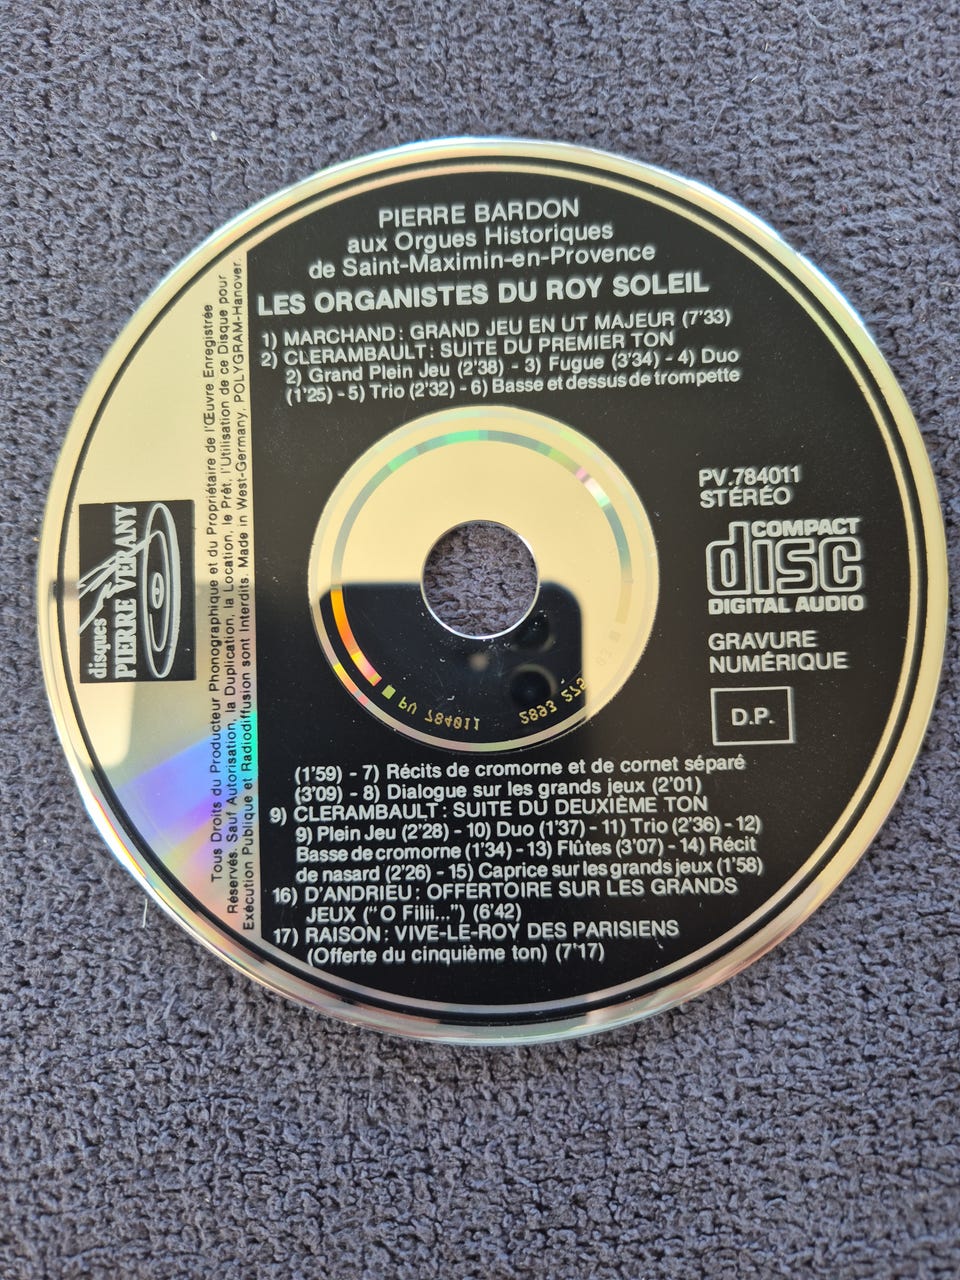 PIERRE BARDON
aux Orgues Historiques
de Saint-Maximin-en-Provence
LES ORGANISTES DU ROY SOLEIL
1) MARCHAND : GRAND JEU EN UT MAJEUR (7'33)
2) CLERAMBAULT : SUITE DU PREMIER TON
2) Grand Plein Jeu (2'38) - 3) Fugue (3'34) - 4) Duo
(1'25) - 5) Trio (2'32) - 6) Basse et dessus de trompette
PV.784011
STÉRÉO
COMPACT
disc
DIGITAL AUDIO
GRAVURE
NUMÉRIQUE
D.P.
(1'59) - 7) Récits de cromorne et de cornet séparé
(3'09) - 8) Dialogue sur les grands jeux (2'01)
9) CLERAMBAULT : SUITE DU DEUXIÈME TON
9) Plein Jeu (2'28) - 10) Duo (1'37) - 11) Trio (2'36) - 12)
Basse de cromorne (1'34) - 13) Flûtes (3'07) - 14) Récit
de nasard (2'26) - 15) Caprice sur les grands jeux (1'58)
16) D'ANDRIEU : OFFERTOIRE SUR LES GRANDS
JEUX ("O Filii...") (6'42)
17) RAISON : VIVE-LE-ROY DES PARISIENS
(Offerte du cinquième ton) (7'17)
disques
PIERRE VERANY
Tous Droits du Producteur Phonographique et du Propriétaire de l'Œuvre Enregistrée
Réservés. Sauf Autorisation, la Duplication, la Location, le Prêt, l'Utilisation de ce Disque pour
Exécution Publique et Radiodiffusion sont Interdits. Made in West-Germany, POLYGRAM-Hanover.
PV 784011 2893 275